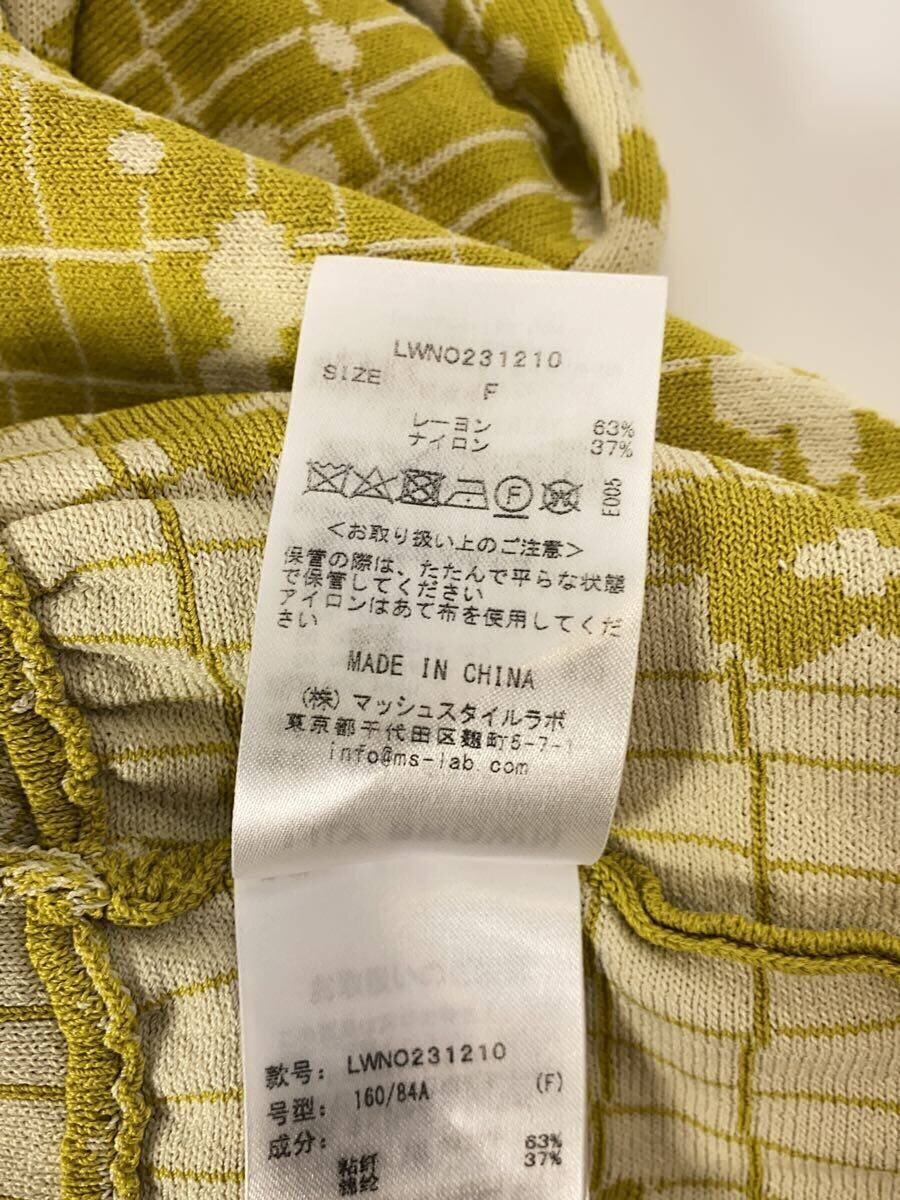 LWNO231210
SIZE F
レーヨン 63%
ナイロン 37%
F
E005
<お取り扱い上のご注意>
保管の際は、たたんで平らな状態
で保管してください
アイロンはあて布を使用してくだ
さい
MADE IN CHINA
(株)マッシュスタイルラボ
東京都千代田区麹町5-7-1
info@ms-lab.com
款号: LWNO231210
号型: 160/84A (F)
成分:
粘纤 63%
锦纶 37%